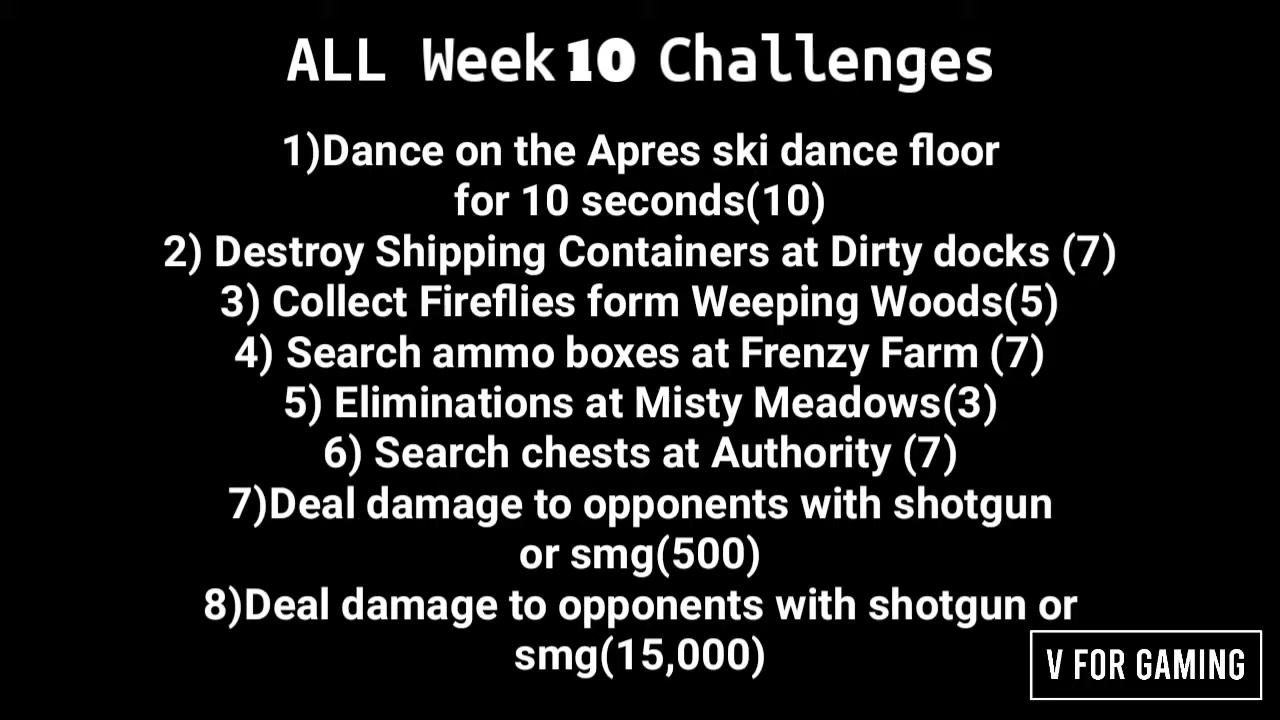 ALL Week 10 Challenges
1)Dance on the Apres ski dance floor
for 10 seconds(10)
2) Destroy Shipping Containers at Dirty docks (7)
3) Collect Fireflies form Weeping Woods(5)
4) Search ammo boxes at Frenzy Farm (7)
5) Eliminations at Misty Meadows(3)
6) Search chests at Authority (7)
7)Deal damage to opponents with shotgun
or smg(500)
8)Deal damage to opponents with shotgun or
smg(15,000)
V FOR GAMING